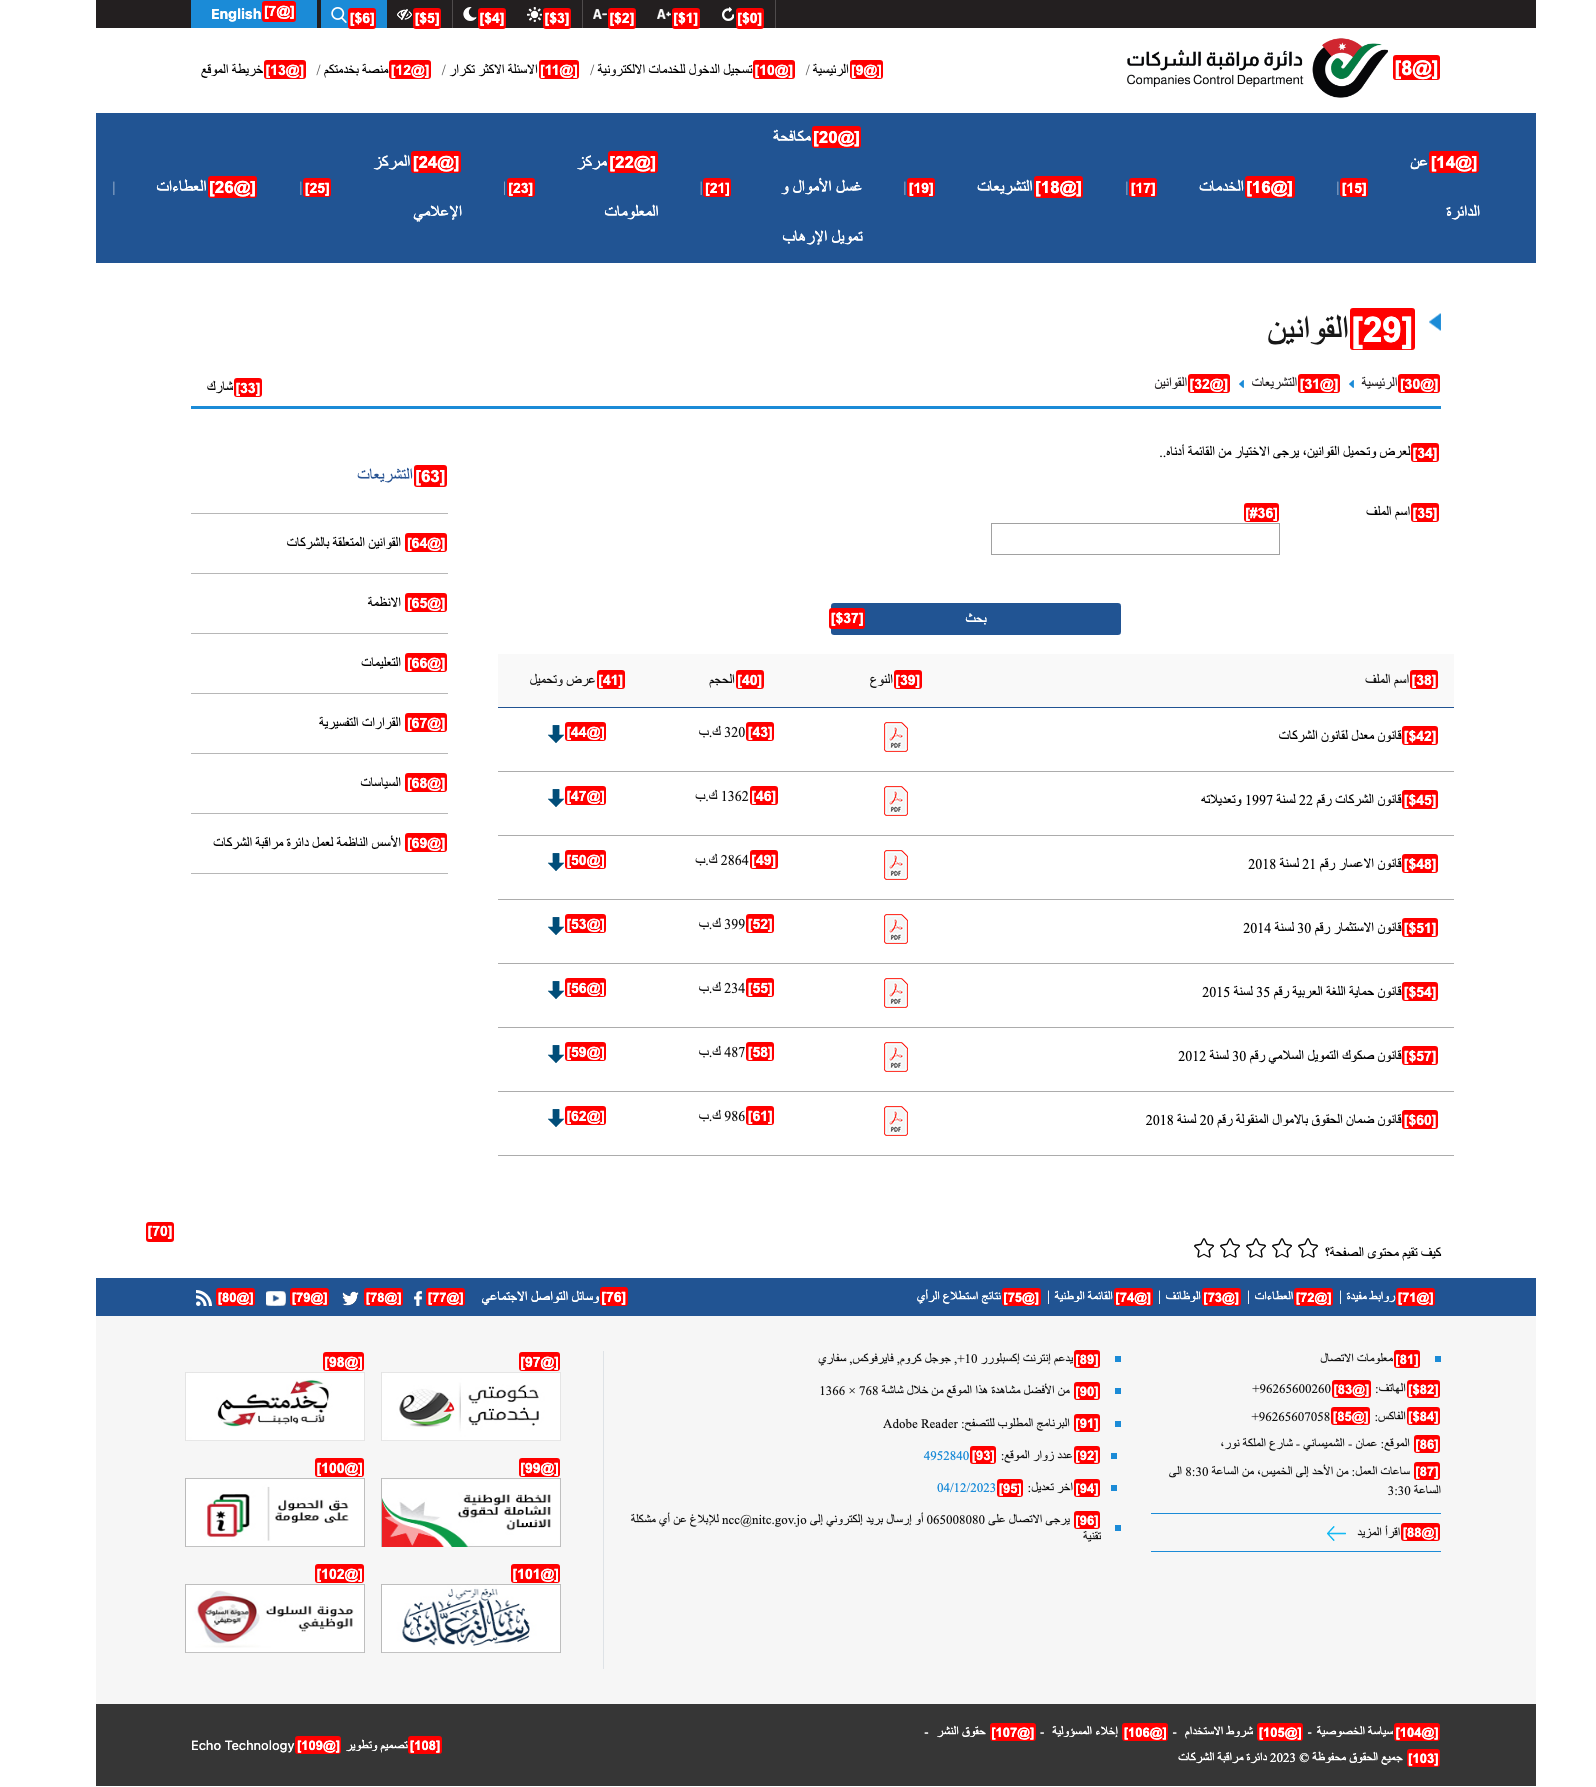 English [@7] [$6] [$5] [$4] [$3] A- [$2] A+ [$1] [$0]
[@8] دائرة مراقبة الشركات
Companies Control Department
[@9] الرئيسية / [@10] تسجيل الدخول للخدمات الالكترونية / [@11] الاسئلة الاكثر تكرار / [@12] منصة بخدمتكم / [@13] خريطة الموقع
[@14] عن الدائرة
[15] |
[@16] الخدمات
[17] |
[@18] التشريعات
[19] |
[@20] مكافحة غسل الأموال و تمويل الإرهاب
[21] |
[@22] مركز المعلومات
[23] |
[@24] المركز الإعلامي
[25] |
[@26] العطاءات |
[29] القوانين
[@30] الرئيسية [@31] التشريعات [@32] القوانين
[33] شارك
[34] لعرض وتحميل القوانين، يرجى الاختيار من القائمة أدناه..
[35] اسم الملف [#36]
[$37] بحث
[38] اسم الملف [39] النوع [40] الحجم [41] عرض وتحميل
[$42] قانون معدل لقانون الشركات PDF [43] 320 ك.ب [@44]
[$45] قانون الشركات رقم 22 لسنة 1997 وتعديلاته PDF [46] 1362 ك.ب [@47]
[$48] قانون الاعسار رقم 21 لسنة 2018 PDF [49] 2864 ك.ب [@50]
[$51] قانون الاستثمار رقم 30 لسنة 2014 PDF [52] 399 ك.ب [@53]
[$54] قانون حماية اللغة العربية رقم 35 لسنة 2015 PDF [55] 234 ك.ب [@56]
[$57] قانون صكوك التمويل السلامي رقم 30 لسنة 2012 PDF [58] 487 ك.ب [@59]
[$60] قانون ضمان الحقوق بالاموال المنقولة رقم 20 لسنة 2018 PDF [61] 986 ك.ب [@62]
[63] التشريعات
[@64] القوانين المتعلقة بالشركات
[@65] الانظمة
[@66] التعليمات
[@67] القرارات التفسيرية
[@68] السياسات
[@69] الأسس الناظمة لعمل دائرة مراقبة الشركات
[70]
كيف تقيم محتوى الصفحة؟
[@71] روابط مفيدة | [@72] العطاءات | [@73] الوظائف | [@74] القائمة الوطنية | [@75] نتائج استطلاع الرأي
[76] وسائل التواصل الاجتماعي [@77] [@78] [@79] [@80]
[81] معلومات الاتصال
[$82] الهاتف: [@83] 96265600260+
[$84] الفاكس: [@85] 96265607058+
[86] الموقع: عمان - الشميساني - شارع الملكة نور،
[87] ساعات العمل: من الأحد إلى الخميس، من الساعة 8:30 الى
الساعة 3:30
[@88] اقرأ المزيد
[89] يدعم إنترنت إكسبلورر 10+, جوجل كروم, فايرفوكس, سفاري
[90] من الأفضل مشاهدة هذا الموقع من خلال شاشة 768 × 1366
[91] البرنامج المطلوب للتصفح: Adobe Reader
[92] عدد زوار الموقع: [93] 4952840
[94] اخر تعديل: [95] 04/12/2023
[96] يرجى الاتصال على 065008080 أو إرسال بريد إلكتروني إلى ncc@nitc.gov.jo للإبلاغ عن أي مشكلة
تقنية
[@97] حكومتي بخدمتي
[@98] بخدمتكم لأنه واجبنا
[@99] الخطة الوطنية الشاملة لحقوق الانسان
[@100] حق الحصول على معلومة
[@101] الموقع الرسمي ل رسالة عمان
[@102] مدونة السلوك الوظيفي مدونة السلوك الوظيفي
[@104] سياسة الخصوصية - [@105] شروط الاستخدام - [@106] إخلاء المسؤولية - [@107] حقوق النشر -
[103] جميع الحقوق محفوظة © 2023 دائرة مراقبة الشركات
[108] تصميم وتطوير [@109] Echo Technology